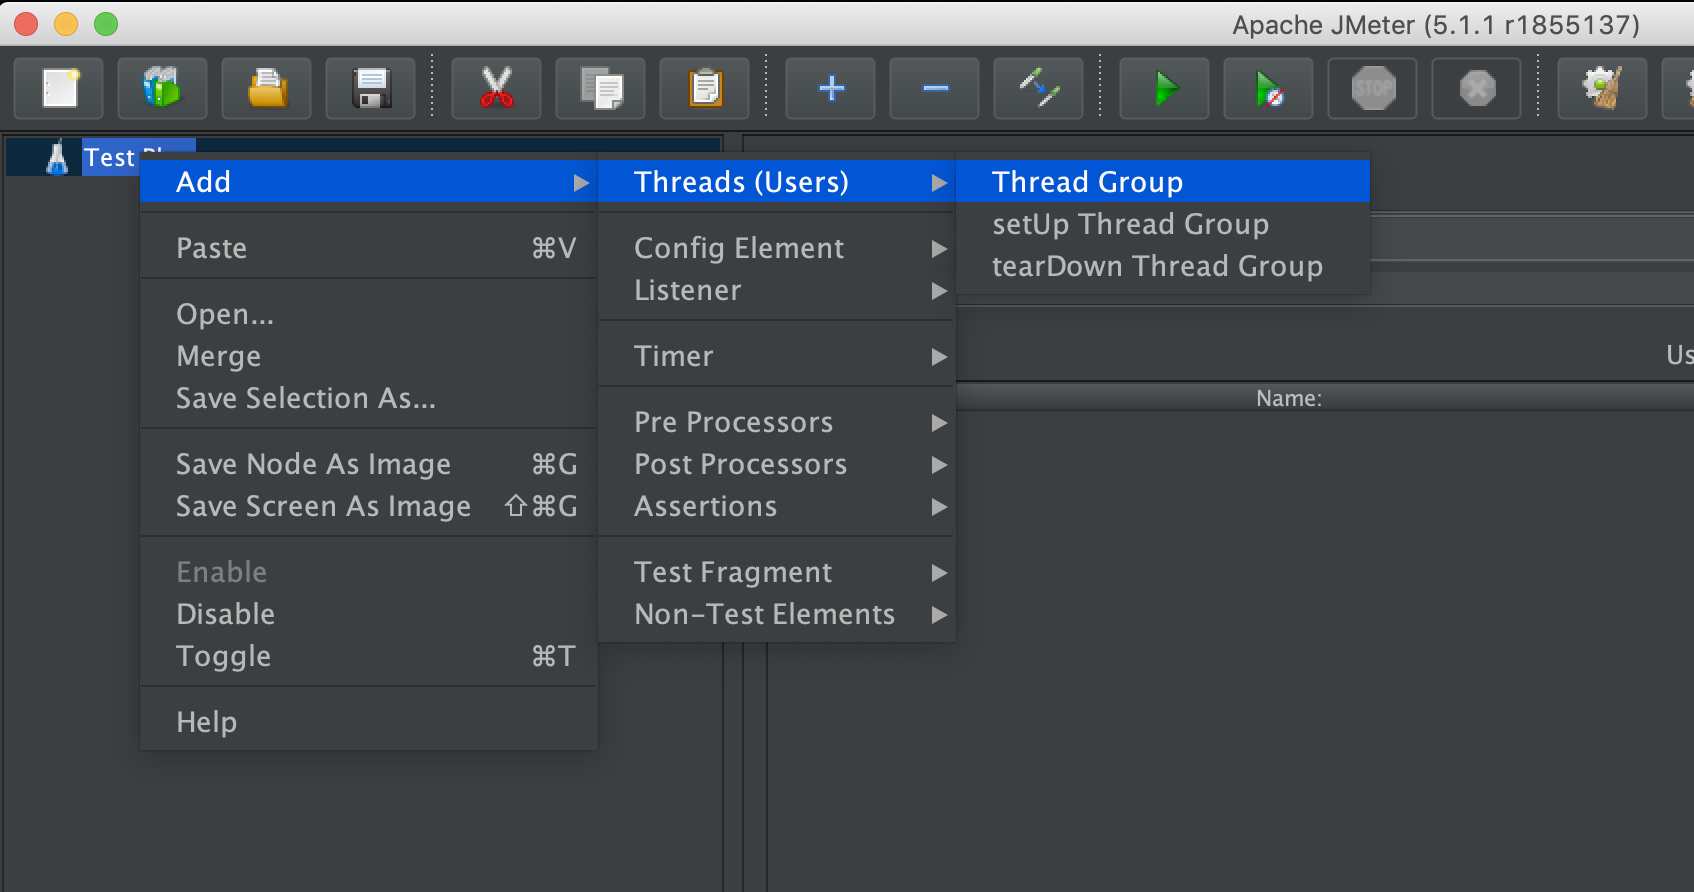 Apache JMeter (5.1.1 r1855137)
STOP
Test
Add
Paste ⌘V
Open...
Merge
Save Selection As...
Save Node As Image ⌘G
Save Screen As Image ⇧⌘G
Enable
Disable
Toggle ⌘T
Help
Threads (Users)
Config Element
Listener
Timer
Pre Processors
Post Processors
Assertions
Test Fragment
Non-Test Elements
Thread Group
setUp Thread Group
tearDown Thread Group
Us
Name: